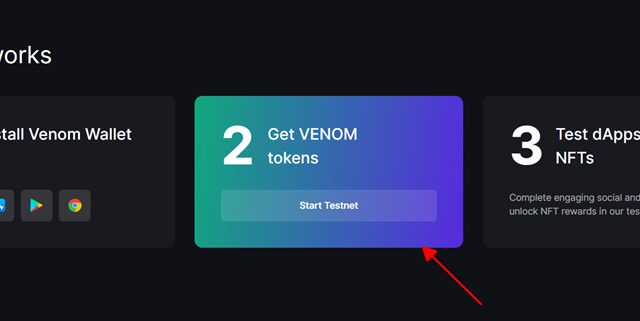 works
stall Venom Wallet
2
Get VENOM
tokens
Start Testnet
3
Test dApps
NFTs
Complete engaging social and
unlock NFT rewards in our tes